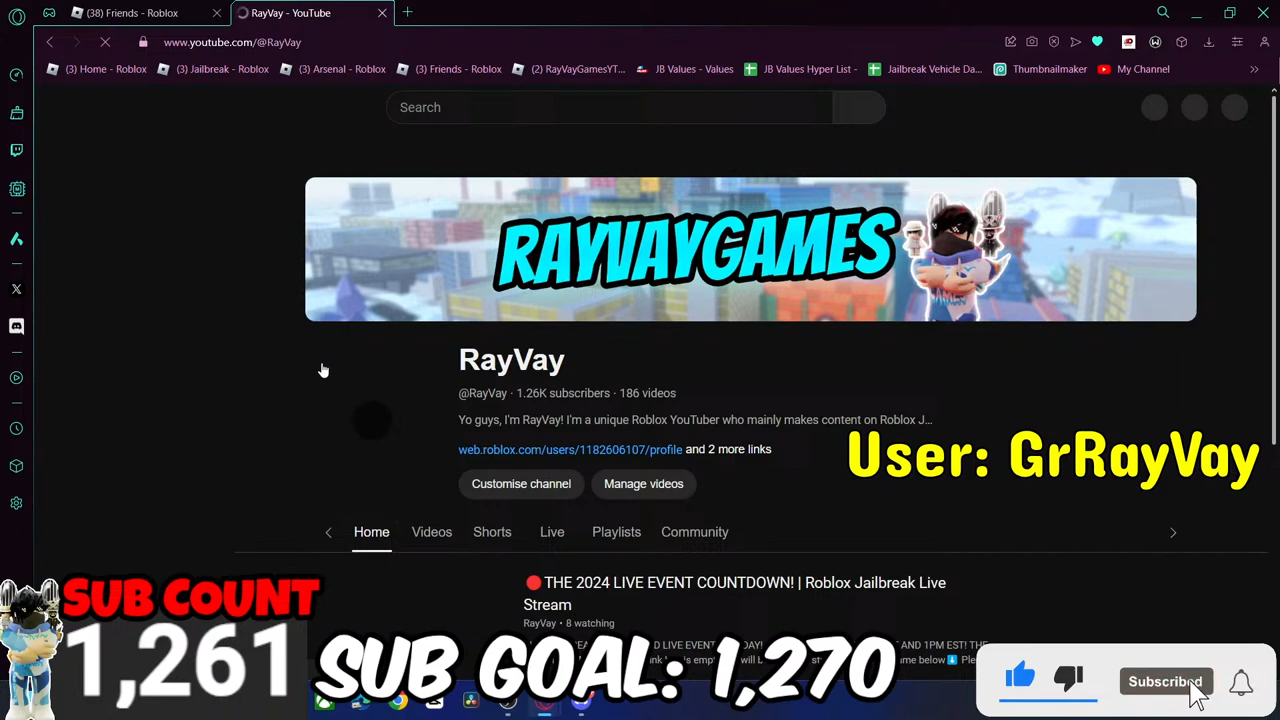 (38) Friends - Roblox
RayVay - YouTube
www.youtube.com/@RayVay
(3) Home - Roblox
(3) Jailbreak - Roblox
(3) Arsenal - Roblox
(3) Friends - Roblox
(2) RayVayGamesYT...
JB Values - Values
JB Values Hyper List -
Jailbreak Vehicle Da...
Thumbnailmaker
My Channel
Search
RAYVAYGAMES
RayVay
@RayVay · 1.26K subscribers · 186 videos
Yo guys, I'm RayVay! I'm a unique Roblox YouTuber who mainly makes content on Roblox J...
web.roblox.com/users/1182606107/profile and 2 more links
User: GrRayVay
Customise channel
Manage videos
Home
Videos
Shorts
Live
Playlists
Community
🔴THE 2024 LIVE EVENT COUNTDOWN! | Roblox Jailbreak Live
Stream
RayVay · 8 watching
SUB COUNT
1,261
SUB GOAL: 1,270
Subscribed